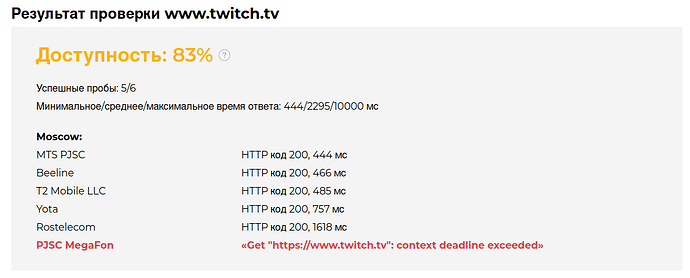 Результат проверки www.twitch.tv
Доступность: 83% ?
Успешные пробы: 5/6
Минимальное/среднее/максимальное время ответа: 444/2295/10000 мс
Moscow:
MTS PJSC HTTP код 200, 444 мс
Beeline HTTP код 200, 466 мс
T2 Mobile LLC HTTP код 200, 485 мс
Yota HTTP код 200, 757 мс
Rostelecom HTTP код 200, 1618 мс
PJSC MegaFon «Get "https://www.twitch.tv": context deadline exceeded»